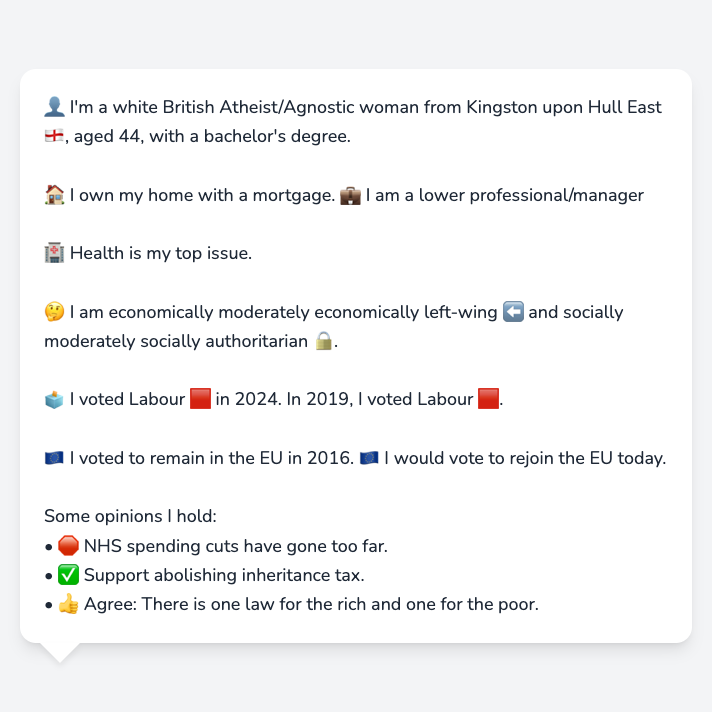 👤 I'm a white British Atheist/Agnostic woman from Kingston upon Hull East
🏴󠁧󠁢󠁥󠁮󠁧󠁿, aged 44, with a bachelor's degree.
🏠 I own my home with a mortgage. 💼 I am a lower professional/manager
🏥 Health is my top issue.
🤔 I am economically moderately economically left-wing ⬅️ and socially
moderately socially authoritarian 🔒.
🗳️ I voted Labour 🟥 in 2024. In 2019, I voted Labour 🟥.
🇪🇺 I voted to remain in the EU in 2016. 🇪🇺 I would vote to rejoin the EU today.
Some opinions I hold:
• 🛑 NHS spending cuts have gone too far.
• ✅ Support abolishing inheritance tax.
• 👍 Agree: There is one law for the rich and one for the poor.